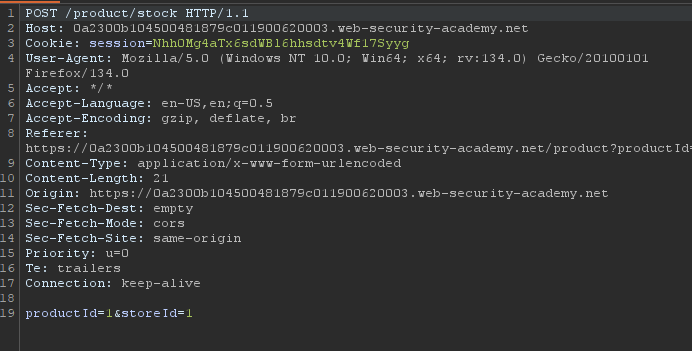 1 POST /product/stock HTTP/1.1
2 Host: 0a2300b104500481879c011900620003.web-security-academy.net
3 Cookie: session=Nhh0Mg4aTx6sdWBl6hhsdtv4Wf17Syyg
4 User-Agent: Mozilla/5.0 (Windows NT 10.0; Win64; x64; rv:134.0) Gecko/20100101
Firefox/134.0
5 Accept: */*
6 Accept-Language: en-US,en;q=0.5
7 Accept-Encoding: gzip, deflate, br
8 Referer:
https://0a2300b104500481879c011900620003.web-security-academy.net/product?productId=
9 Content-Type: application/x-www-form-urlencoded
10 Content-Length: 21
11 Origin: https://0a2300b104500481879c011900620003.web-security-academy.net
12 Sec-Fetch-Dest: empty
13 Sec-Fetch-Mode: cors
14 Sec-Fetch-Site: same-origin
15 Priority: u=0
16 Te: trailers
17 Connection: keep-alive
18
19 productId=1&storeId=1